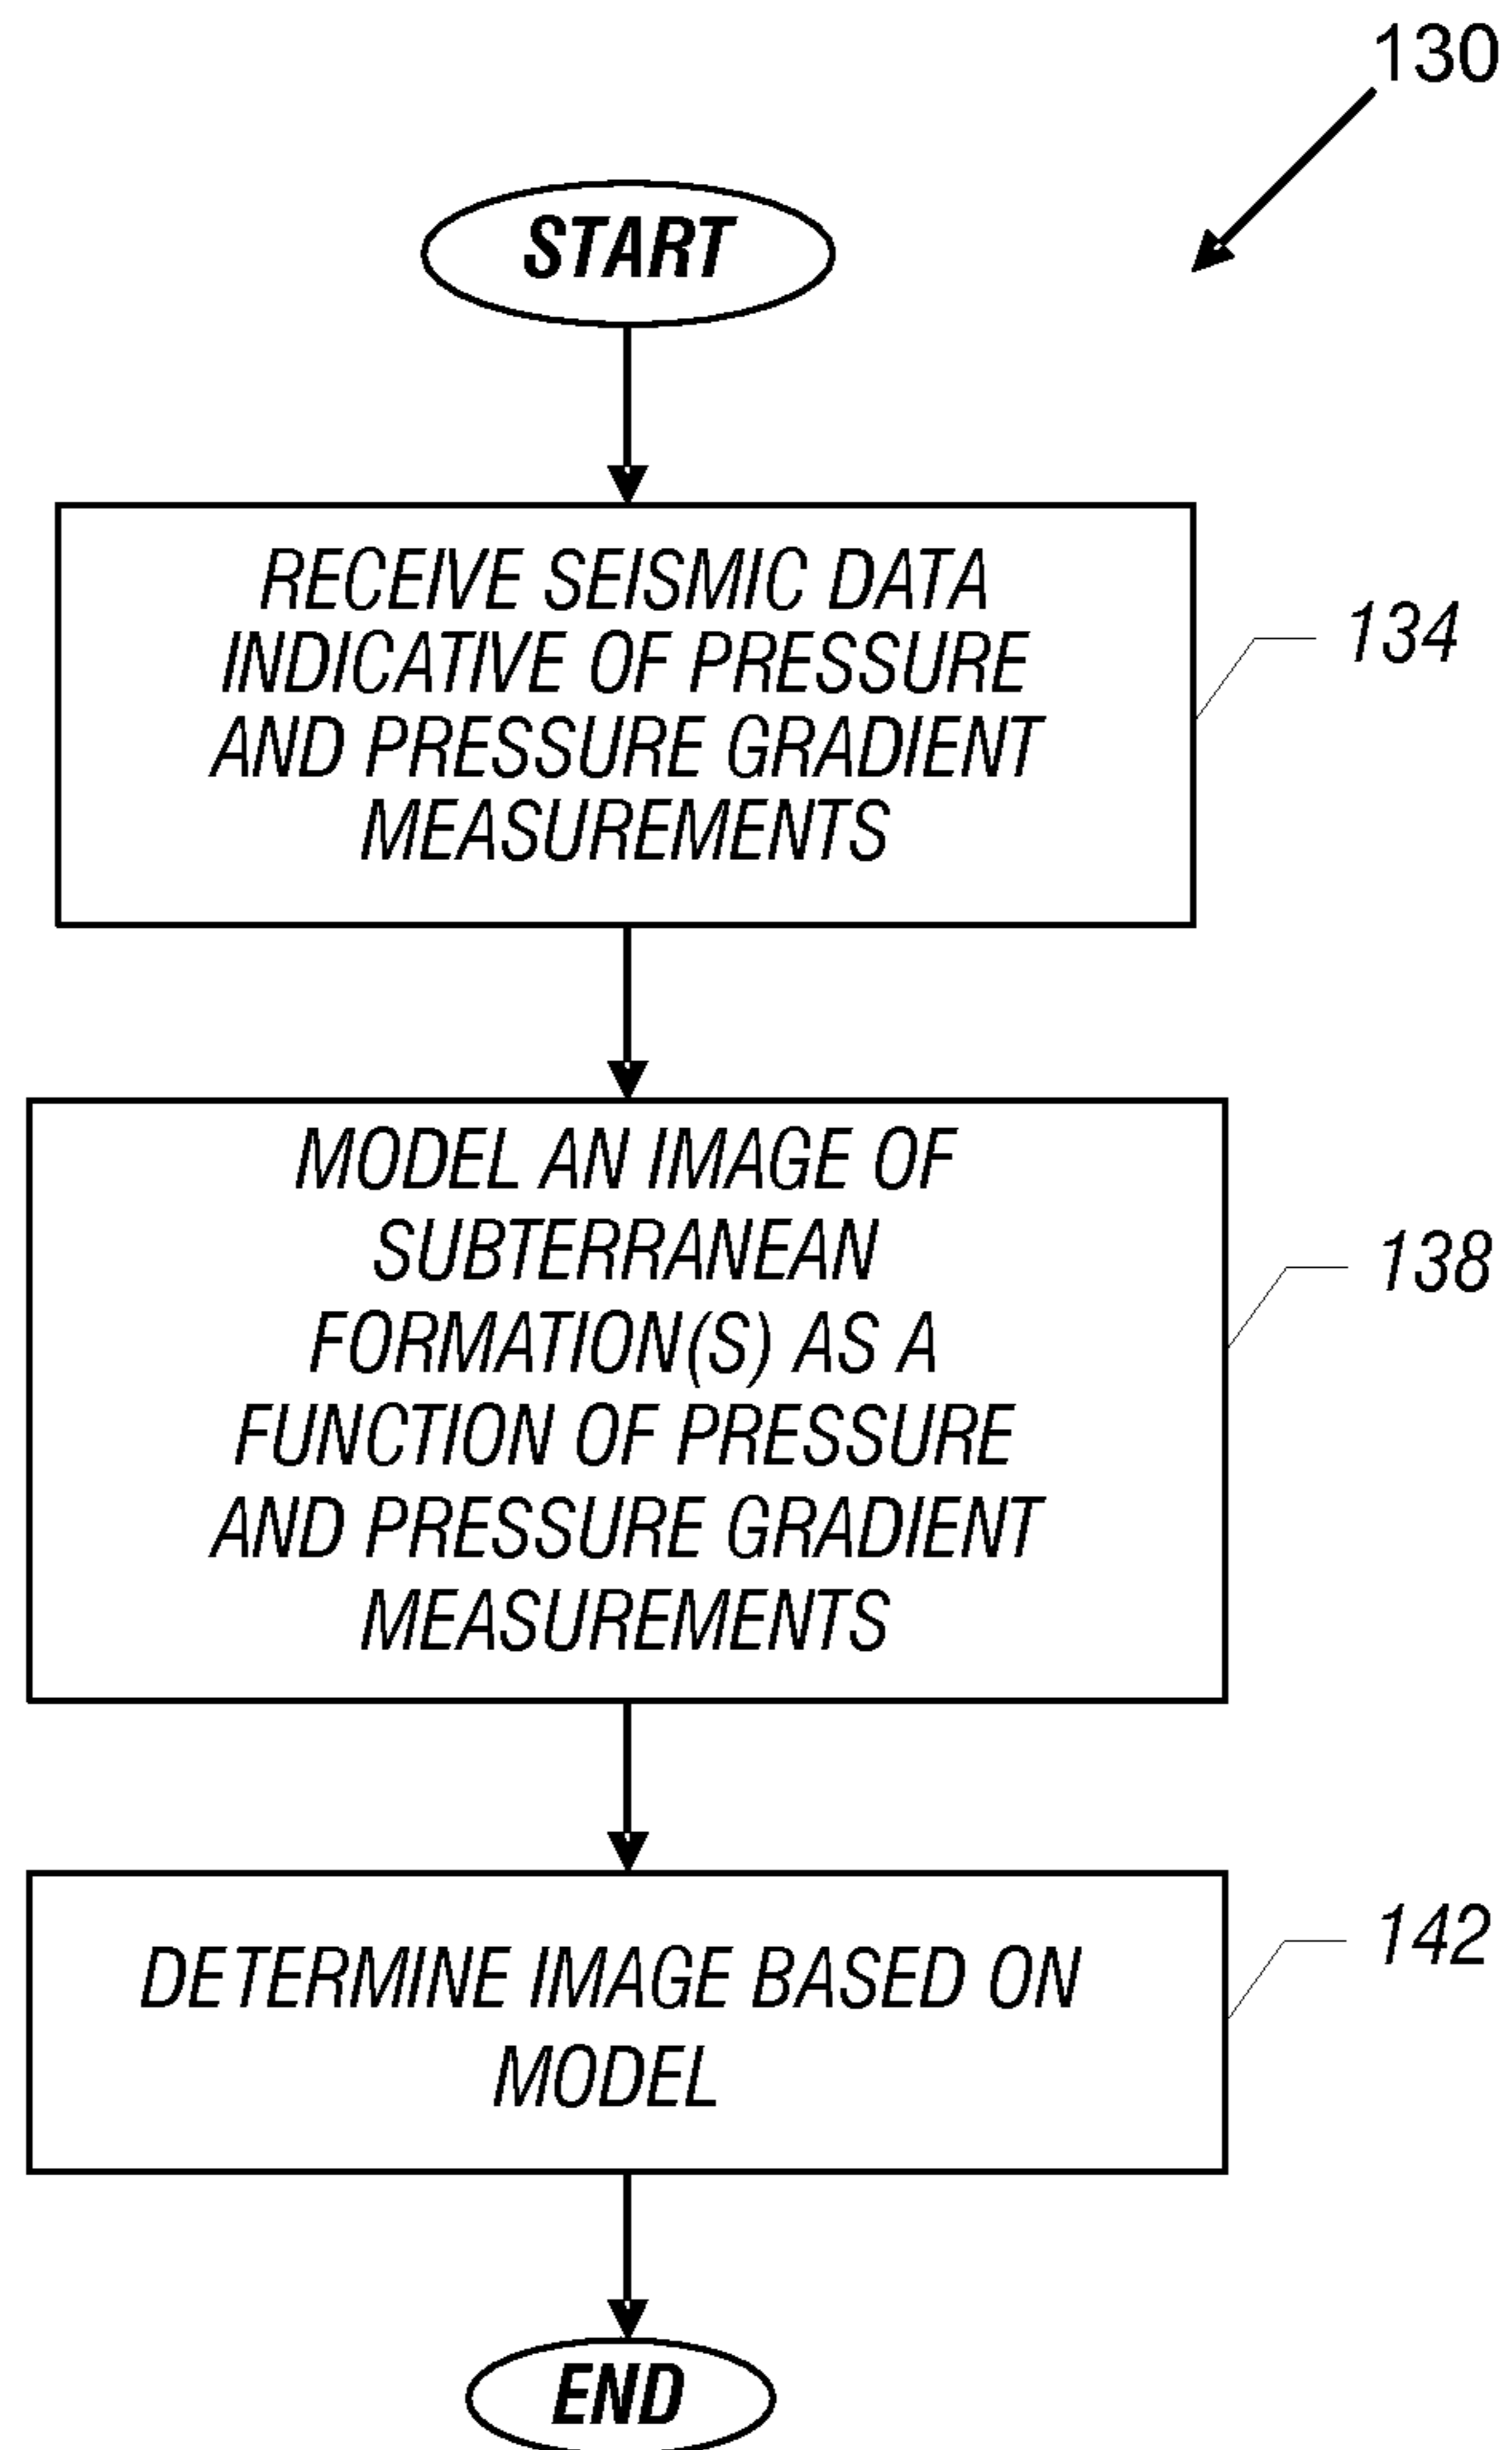 130
START
RECEIVE SEISMIC DATA
INDICATIVE OF PRESSURE
AND PRESSURE GRADIENT
MEASUREMENTS
134
MODEL AN IMAGE OF
SUBTERRANEAN
FORMATION(S) AS A
FUNCTION OF PRESSURE
AND PRESSURE GRADIENT
MEASUREMENTS
138
DETERMINE IMAGE BASED ON
MODEL
142
END